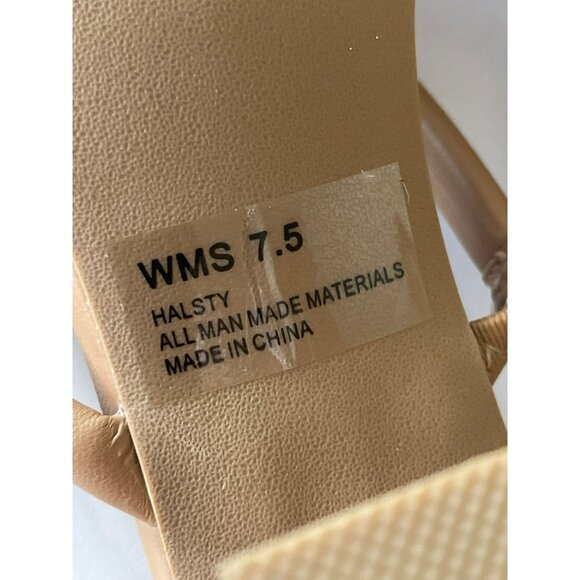 WMS 7.5
HALSTY
ALL MAN MADE MATERIALS
MADE IN CHINA